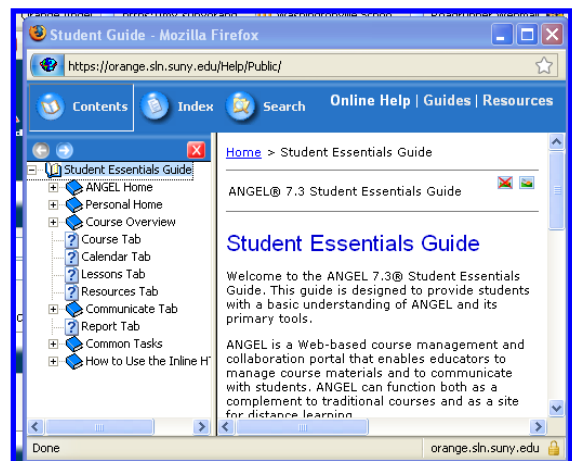 Student Guide - Mozilla Firefox
https://orange.sln.suny.edu/Help/Public/
Contents Index Search Online Help | Guides | Resources
Student Essentials Guide
ANGEL Home
Personal Home
Course Overview
Course Tab
Calendar Tab
Lessons Tab
Resources Tab
Communicate Tab
Report Tab
Common Tasks
How to Use the Inline
Home > Student Essentials Guide
ANGEL® 7.3 Student Essentials Guide
Student Essentials Guide
Welcome to the ANGEL 7.3® Student Essentials
Guide. This guide is designed to provide students
with a basic understanding of ANGEL and its
primary tools.
ANGEL is a Web-based course management and
collaboration portal that enables educators to
manage course materials and to communicate
with students. ANGEL can function both as a
complement to traditional courses and as a site
for distance learning
Done orange.sln.suny.edu